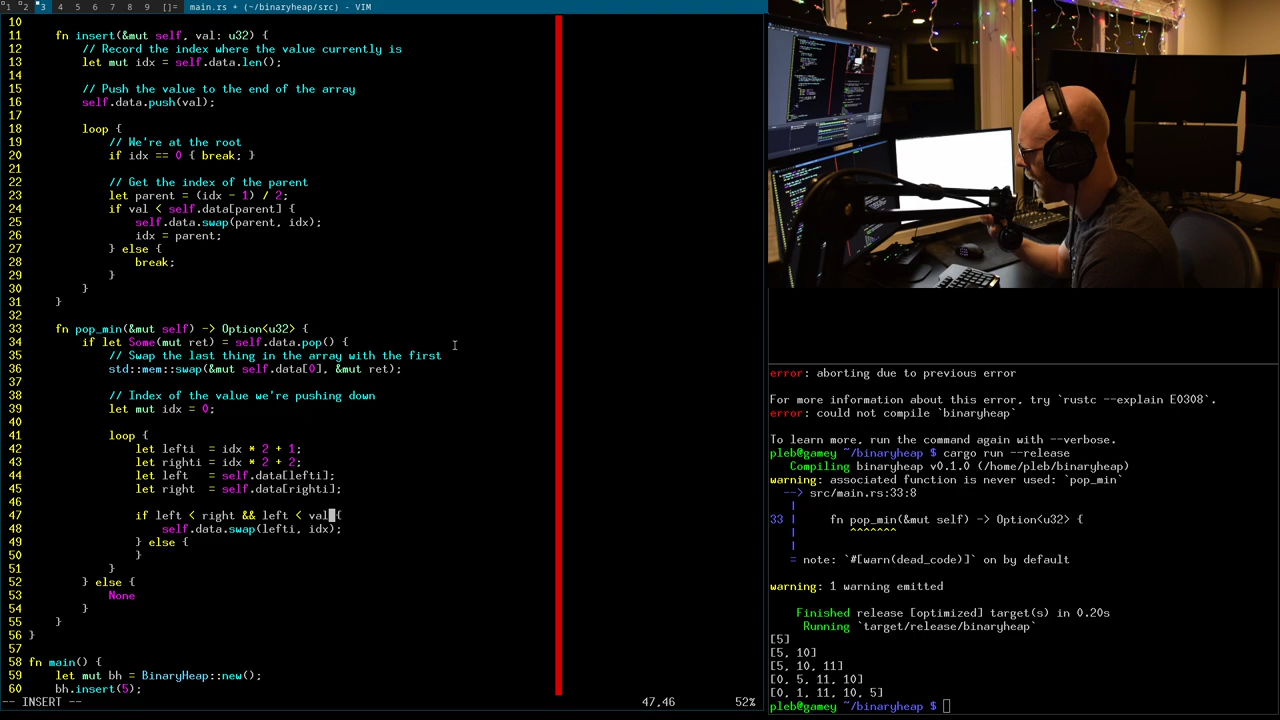 1 2 3 4 5 6 7 8 9 []= main.rs + (~/binaryheap/src) - VIM
10
11     fn insert(&mut self, val: u32) {
12         // Record the index where the value currently is
13         let mut idx = self.data.len();
14
15         // Push the value to the end of the array
16         self.data.push(val);
17
18         loop {
19             // We're at the root
20             if idx == 0 { break; }
21
22             // Get the index of the parent
23             let parent = (idx - 1) / 2;
24             if val < self.data[parent] {
25                 self.data.swap(parent, idx);
26                 idx = parent;
27             } else {
28                 break;
29             }
30         }
31     }
32
33     fn pop_min(&mut self) -> Option<u32> {
34         if let Some(mut ret) = self.data.pop() {
35             // Swap the last thing in the array with the first
36             std::mem::swap(&mut self.data[0], &mut ret);
37
38             // Index of the value we're pushing down
39             let mut idx = 0;
40
41             loop {
42                 let lefti  = idx * 2 + 1;
43                 let righti = idx * 2 + 2;
44                 let left   = self.data[lefti];
45                 let right  = self.data[righti];
46
47                 if left < right && left < val {
48                     self.data.swap(lefti, idx);
49                 } else {
50                 }
51             }
52         } else {
53             None
54         }
55     }
56 }
57
58 fn main() {
59     let mut bh = BinaryHeap::new();
60     bh.insert(5);
-- INSERT -- 47,46 52%
error: aborting due to previous error
For more information about this error, try `rustc --explain E0308`.
error: could not compile `binaryheap`
To learn more, run the command again with --verbose.
pleb@gamey ~/binaryheap $ cargo run --release
   Compiling binaryheap v0.1.0 (/home/pleb/binaryheap)
warning: associated function is never used: `pop_min`
  --> src/main.rs:33:8
   |
33 |     fn pop_min(&mut self) -> Option<u32> {
   |        ^^^^^^^
   |
   = note: `#[warn(dead_code)]` on by default
warning: 1 warning emitted
    Finished release [optimized] target(s) in 0.20s
     Running `target/release/binaryheap`
[5]
[5, 10]
[5, 10, 11]
[0, 5, 11, 10]
[0, 1, 11, 10, 5]
pleb@gamey ~/binaryheap $